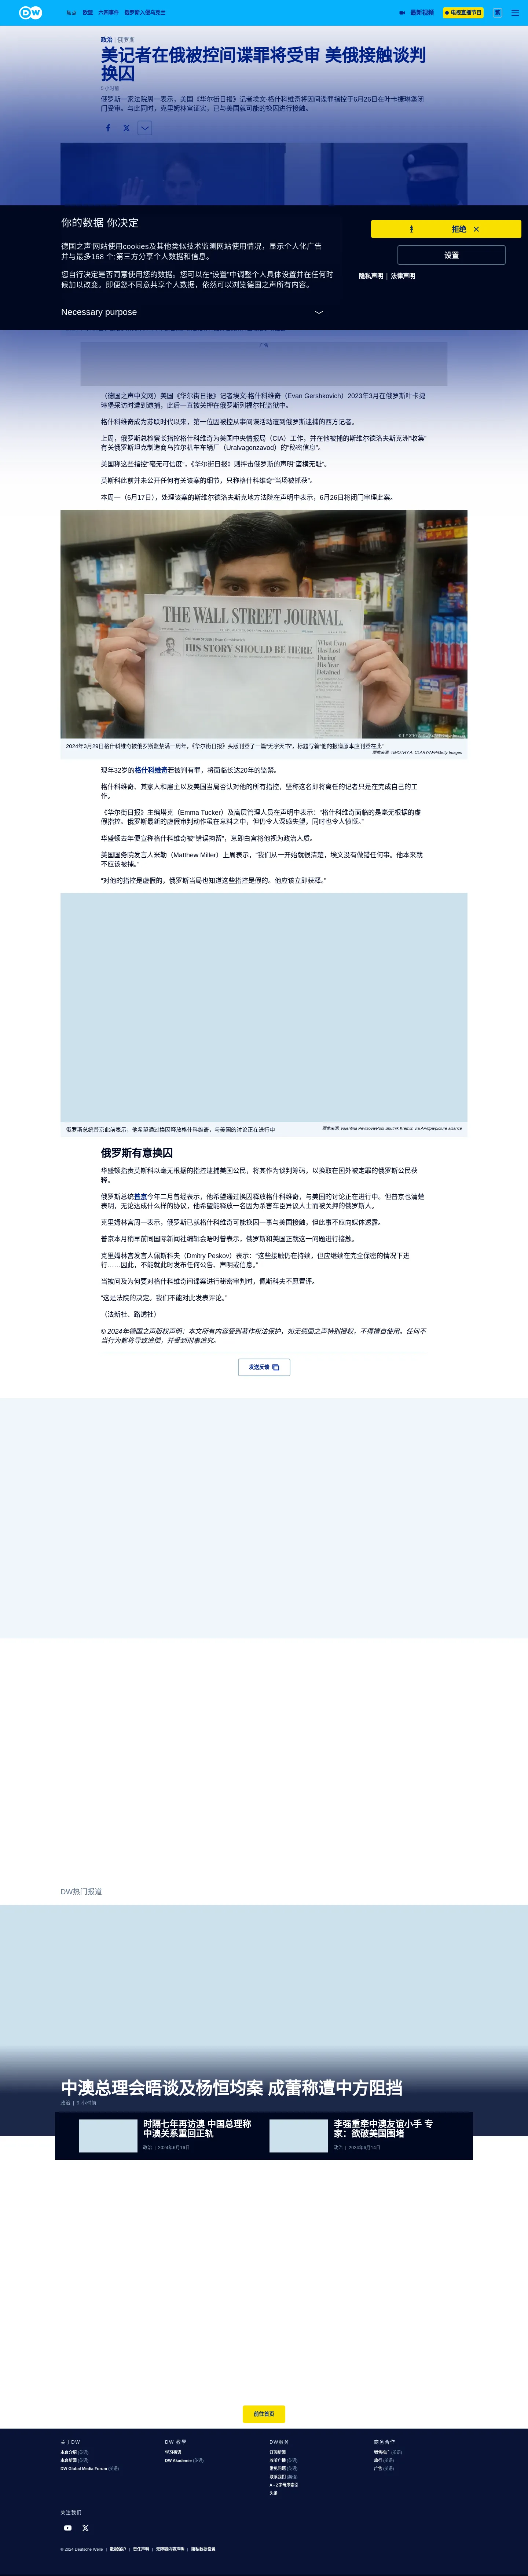 DW
焦点 欧盟 六四事件 俄罗斯入侵乌克兰
最新视频
电视直播节目
繁
政治 | 俄罗斯
美记者在俄被控间谍罪将受审 美俄接触谈判
换囚
5 小时前
俄罗斯一家法院周一表示，美国《华尔街日报》记者埃文·格什科维奇将因间谍罪指控于6月26日在叶卡捷琳堡闭
门受审。与此同时，克里姆林宫证实，已与美国就可能的换囚进行接触。
你的数据 你决定
德国之声'网站使用cookies及其他类似技术监测网站使用情况，显示个人化广告
并与最多168 个;第三方分享个人数据和信息。
您自行决定是否同意使用您的数据。您可以在"设置"中调整个人具体设置并在任何时
候加以改变。即便您不同意共享个人数据，依然可以浏览德国之声所有内容。
Necessary purpose
拒绝
设置
隐私声明 | 法律声明
广告
（德国之声中文网）美国《华尔街日报》记者埃文·格什科维奇（Evan Gershkovich）2023年3月在俄罗斯叶卡捷
琳堡采访时遭到逮捕，此后一直被关押在俄罗斯列福尔托监狱中。
格什科维奇成为苏联时代以来，第一位因被控从事间谍活动遭到俄罗斯逮捕的西方记者。
上周，俄罗斯总检察长指控格什科维奇为美国中央情报局（CIA）工作，并在他被捕的斯维尔德洛夫斯克洲"收集"
有关俄罗斯坦克制造商乌拉尔机车车辆厂（Uralvagonzavod）的"秘密信息"。
美国称这些指控"毫无可信度"，《华尔街日报》则抨击俄罗斯的声明"蛮横无耻"。
莫斯科此前并未公开任何有关该案的细节，只称格什科维奇"当场被抓获"。
本周一（6月17日），处理该案的斯维尔德洛夫斯克地方法院在声明中表示，6月26日将闭门审理此案。
THE WALL STREET JOURNAL.
HIS STORY SHOULD BE HERE
2024年3月29日格什科维奇被俄罗斯监禁满一周年，《华尔街日报》头版刊登了一篇"无字天书"，标题写着"他的报道原本应刊登在此"
图像来源: TIMOTHY A. CLARY/AFP/Getty Images
现年32岁的格什科维奇若被判有罪，将面临长达20年的监禁。
格什科维奇、其家人和雇主以及美国当局否认对他的所有指控，坚称这名即将离任的记者只是在完成自己的工
作。
《华尔街日报》主编塔克（Emma Tucker）及高层管理人员在声明中表示："格什科维奇面临的是毫无根据的虚
假指控。俄罗斯最新的虚假审判动作虽在意料之中，但仍令人深感失望，同时也令人愤慨。"
华盛顿去年便宣称格什科维奇被"错误拘留"，意即白宫将他视为政治人质。
美国国务院发言人米勒（Matthew Miller）上周表示，"我们从一开始就很清楚，埃文没有做错任何事。他本来就
不应该被捕。"
"对他的指控是虚假的，俄罗斯当局也知道这些指控是假的。他应该立即获释。"
俄罗斯总统普京此前表示，他希望通过换囚释放格什科维奇，与美国的讨论正在进行中
图像来源: Valentina Pevtsova/Pool Sputnik Kremlin via AP/dpa/picture alliance
俄罗斯有意换囚
华盛顿指责莫斯科以毫无根据的指控逮捕美国公民，将其作为谈判筹码，以换取在国外被定罪的俄罗斯公民获
释。
俄罗斯总统普京今年二月曾经表示，他希望通过换囚释放格什科维奇，与美国的讨论正在进行中。但普京也清楚
表明，无论达成什么样的协议，他希望能释放一名因为杀害车臣异议人士而被关押的俄罗斯人。
克里姆林宫周一表示，俄罗斯已就格什科维奇可能换囚一事与美国接触，但此事不应向媒体透露。
普京本月稍早前同国际新闻社编辑会晤时曾表示，俄罗斯和美国正就这一问题进行接触。
克里姆林宫发言人佩斯科夫（Dmitry Peskov）表示："这些接触仍在持续，但应继续在完全保密的情况下进
行……因此，不能就此时发布任何公告、声明或信息。"
当被问及为何要对格什科维奇间谍案进行秘密审判时，佩斯科夫不愿置评。
"这是法院的决定。我们不能对此发表评论。"
（法新社、路透社）
© 2024年德国之声版权声明：本文所有内容受到著作权法保护，如无德国之声特别授权，不得擅自使用。任何不
当行为都将导致追偿，并受到刑事追究。
发送反馈
DW热门报道
中澳总理会晤谈及杨恒均案 成蕾称遭中方阻挡
政治 | 9 小时前
时隔七年再访澳 中国总理称
中澳关系重回正轨
政治 | 2024年6月16日
李强重牵中澳友谊小手 专
家：欲破美国围堵
政治 | 2024年6月14日
前往首页
关于DW
本台介绍 (英语)
本台新闻 (英语)
DW Global Media Forum (英语)
DW 教學
学习德语
DW Akademie (英语)
DW服务
订阅新闻
收听广播 (英语)
常见问题 (英语)
联系我们 (英语)
A - Z字母序索引
头条
商务合作
销售推广 (英语)
旅行 (英语)
广告 (英语)
关注我们
© 2024 Deutsche Welle | 数据保护 | 责任声明 | 无障碍内容声明 | 隐私数据设置